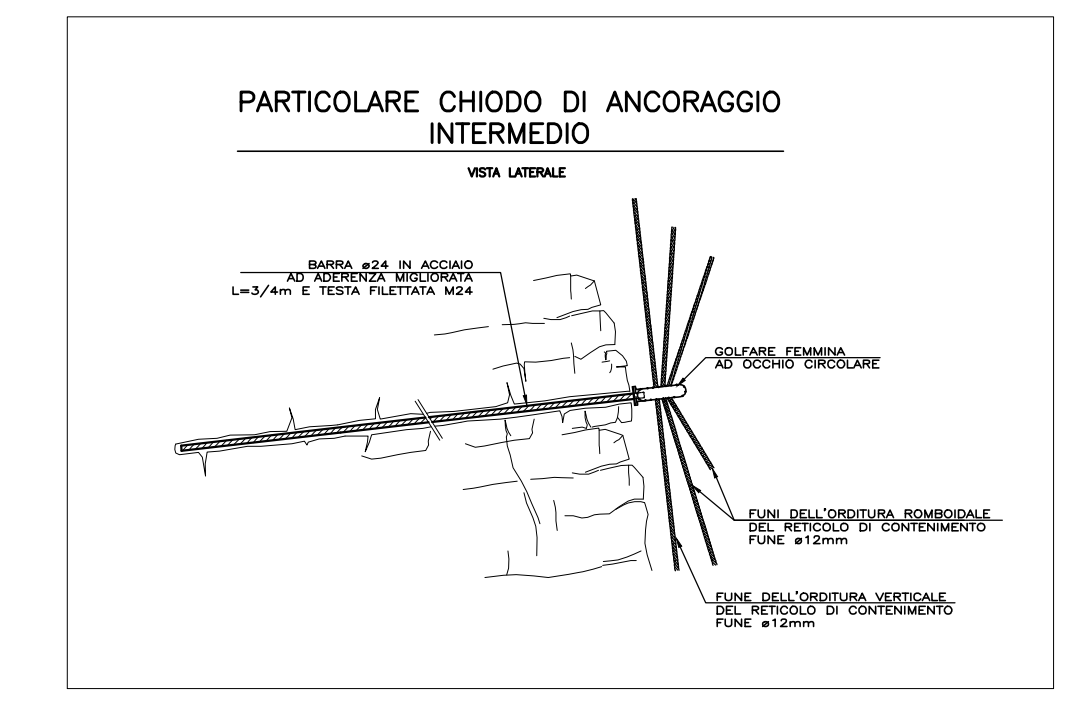 PARTICOLARE CHIODO DI ANCORAGGIO
INTERMEDIO
VISTA LATERALE
BARRA ø24 IN ACCIAIO
AD ADERENZA MIGLIORATA
L=3/4m E TESTA FILETTATA M24
GOLFARE FEMMINA
AD OCCHIO CIRCOLARE
FUNI DELL'ORDITURA ROMBOIDALE
DEL RETICOLO DI CONTENIMENTO
FUNE ø12mm
FUNE DELL'ORDITURA VERTICALE
DEL RETICOLO DI CONTENIMENTO
FUNE ø12mm